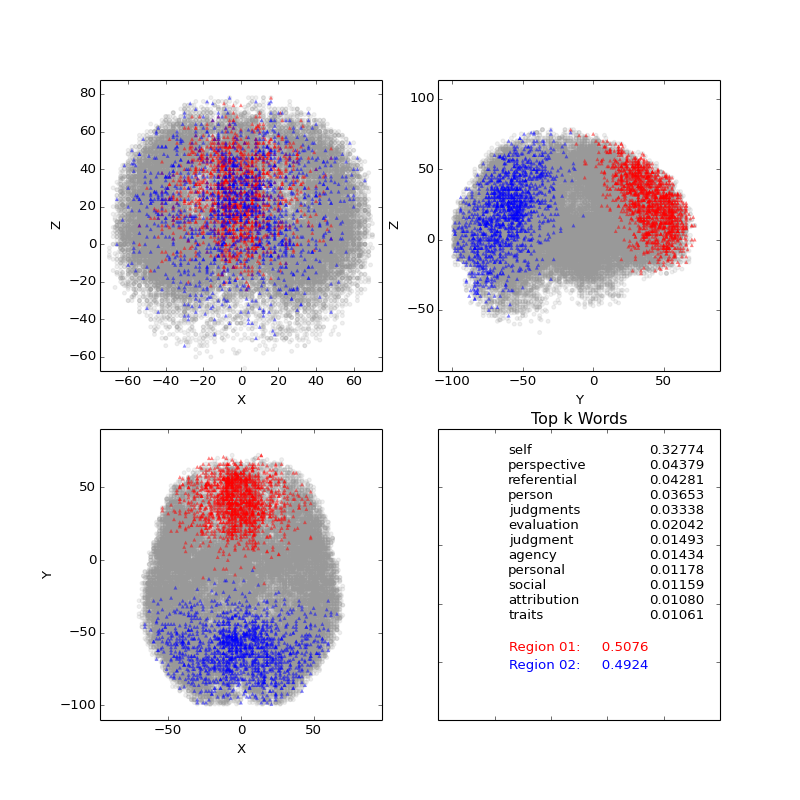 80
60
40
20
0
−20
−40
−60
Z
−60 −40 −20 0 20 40 60
X
100
50
0
−50
Z
−100 −50 0 50
Y
50
0
−50
−100
Y
−50 0 50
X
Top k Words
self 0.32774
perspective 0.04379
referential 0.04281
person 0.03653
judgments 0.03338
evaluation 0.02042
judgment 0.01493
agency 0.01434
personal 0.01178
social 0.01159
attribution 0.01080
traits 0.01061
Region 01: 0.5076
Region 02: 0.4924